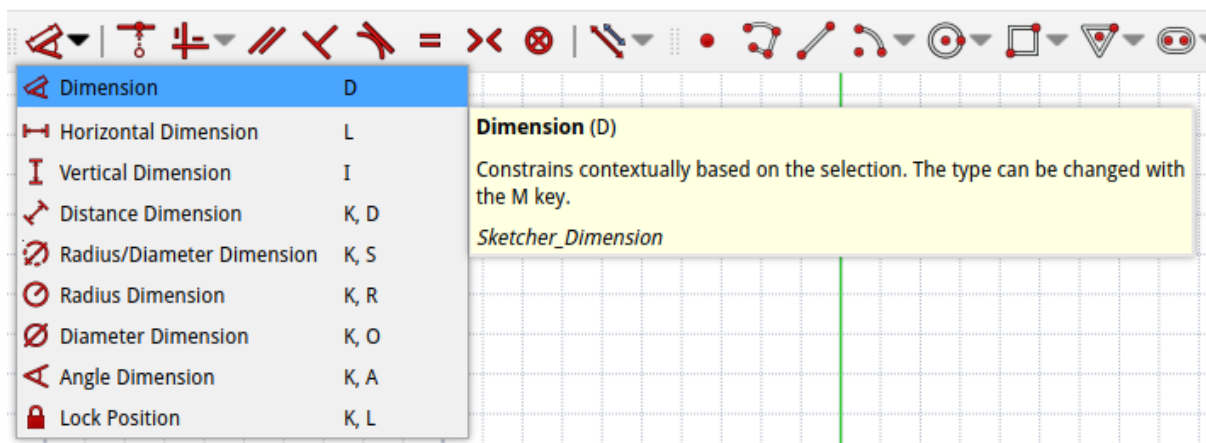 Dimension D
Horizontal Dimension L
Vertical Dimension I
Distance Dimension K, D
Radius/Diameter Dimension K, S
Radius Dimension K, R
Diameter Dimension K, O
Angle Dimension K, A
Lock Position K, L
Dimension (D)
Constrains contextually based on the selection. The type can be changed with
the M key.
Sketcher_Dimension